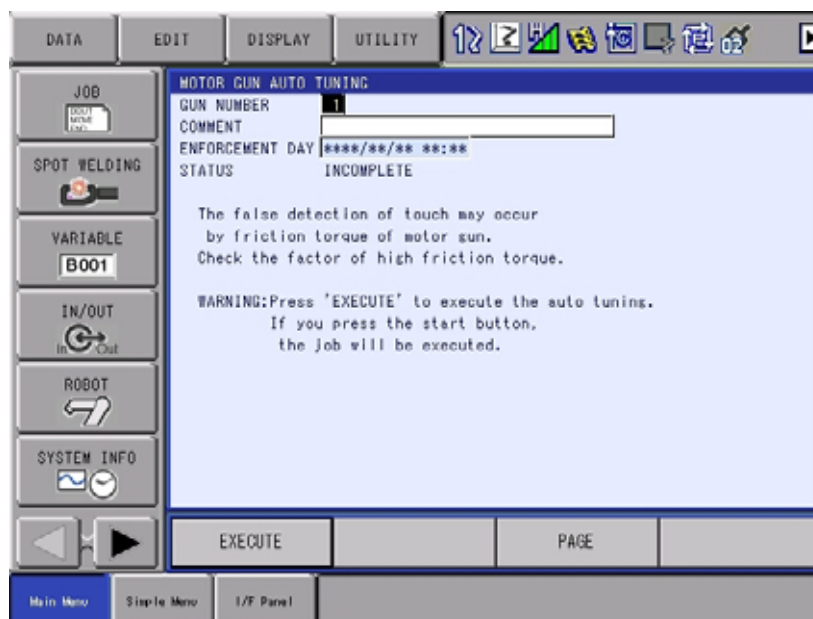 DATA
EDIT
DISPLAY
UTILITY
JOB
DOUT
MOVE
END
SPOT WELDING
VARIABLE
B001
IN/OUT
In Out
ROBOT
SYSTEM INFO
MOTOR GUN AUTO TUNING
GUN NUMBER 1
COMMENT
ENFORCEMENT DAY ****/**/** **:**
STATUS INCOMPLETE
The false detection of touch may occur
by friction torque of motor gun.
Check the factor of high friction torque.
WARNING:Press 'EXECUTE' to execute the auto tuning.
If you press the start button,
the job will be executed.
EXECUTE
PAGE
Main Menu
Simple Menu
I/F Panel